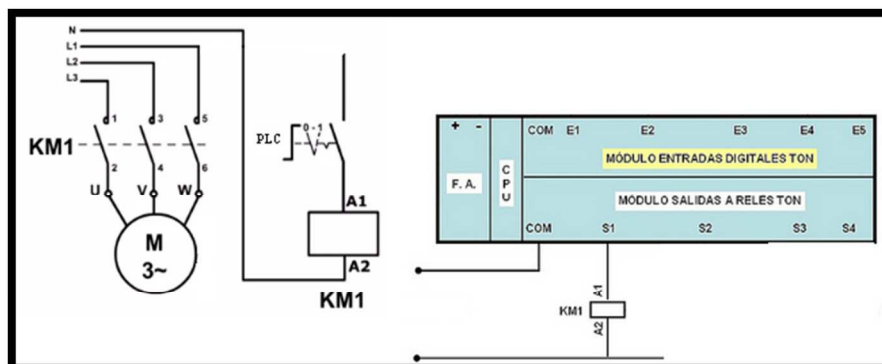 N
L1
L2
L3
1 3 5
KM1
2 4 6
U V W
M
3~
PLC 0 - 1
A1
A2
KM1
+ -
F. A.
CPU
COM E1 E2 E3 E4 E5
MÓDULO ENTRADAS DIGITALES TON
MÓDULO SALIDAS A RELES TON
COM S1 S2 S3 S4
A1
KM1
A2